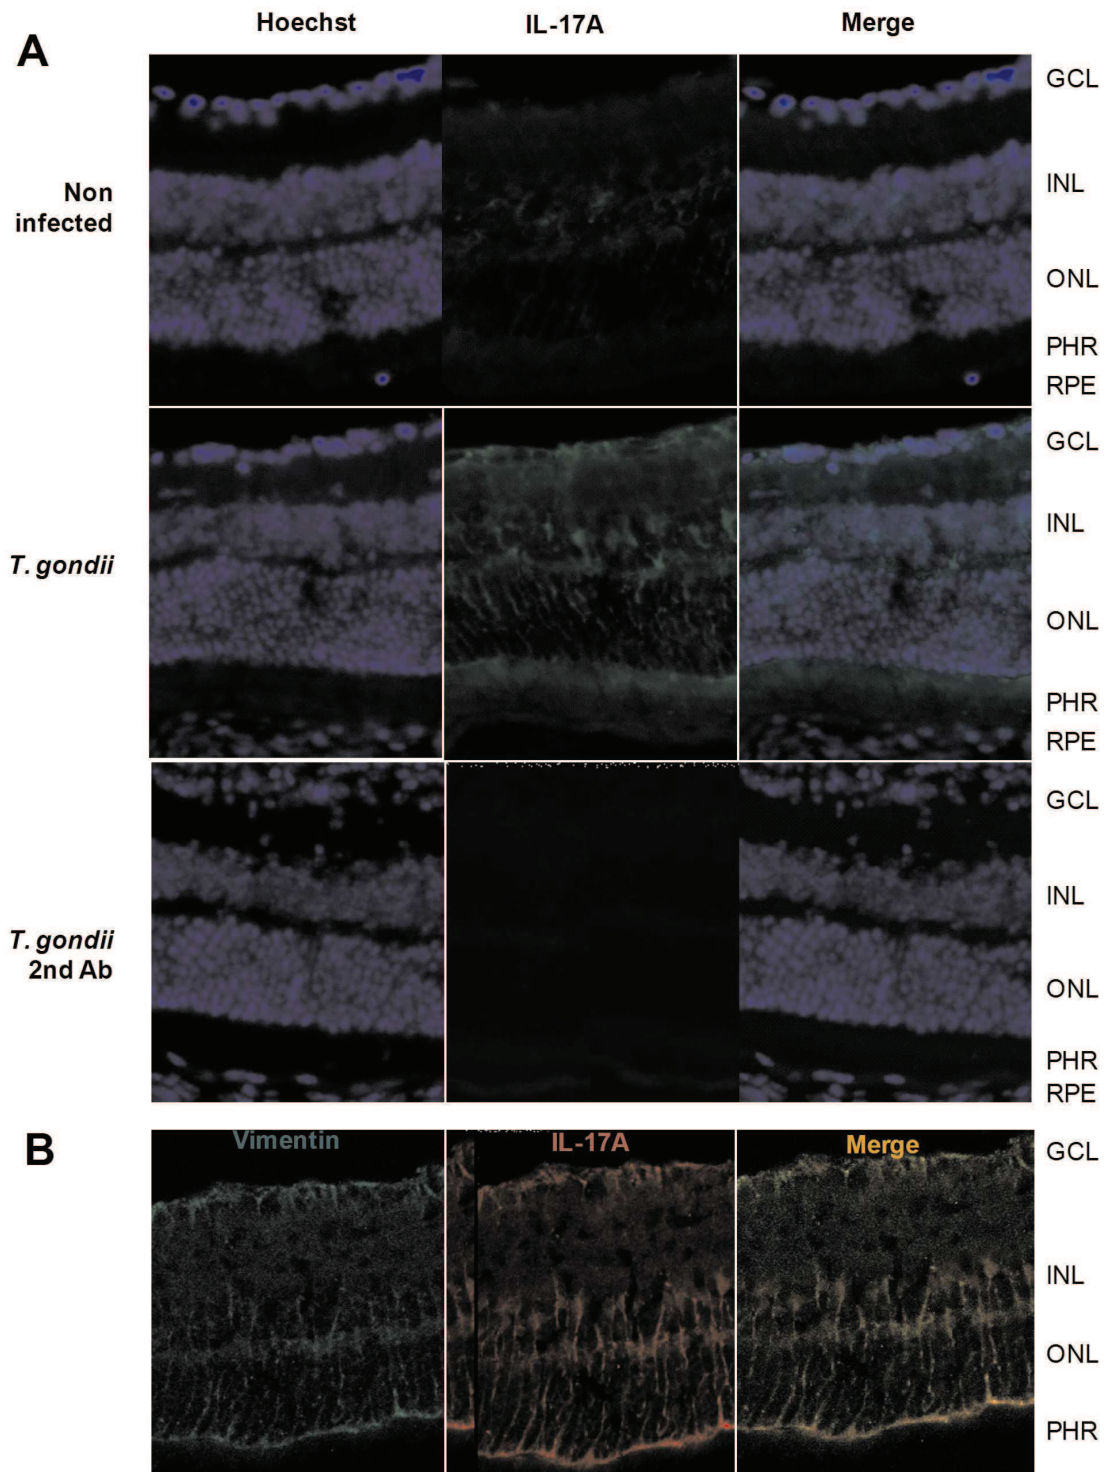 A
Hoechst
IL-17A
Merge
Non
infected
GCL
INL
ONL
PHR
RPE
T. gondii
GCL
INL
ONL
PHR
RPE
T. gondii
2nd Ab
GCL
INL
ONL
PHR
RPE
B
Vimentin
IL-17A
Merge
GCL
INL
ONL
PHR